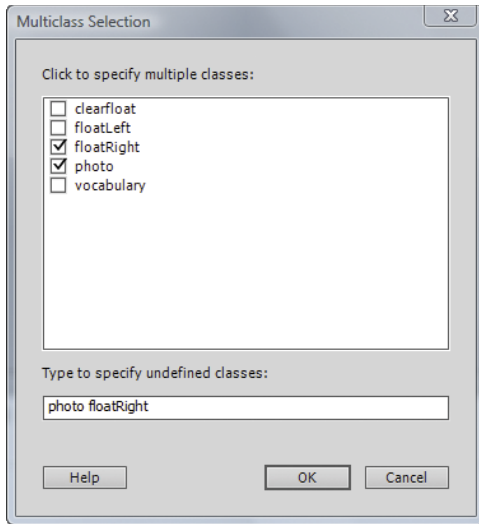 Multiclass Selection
Click to specify multiple classes:
clearfloat
floatLeft
floatRight
photo
vocabulary
Type to specify undefined classes:
photo floatRight
Help OK Cancel